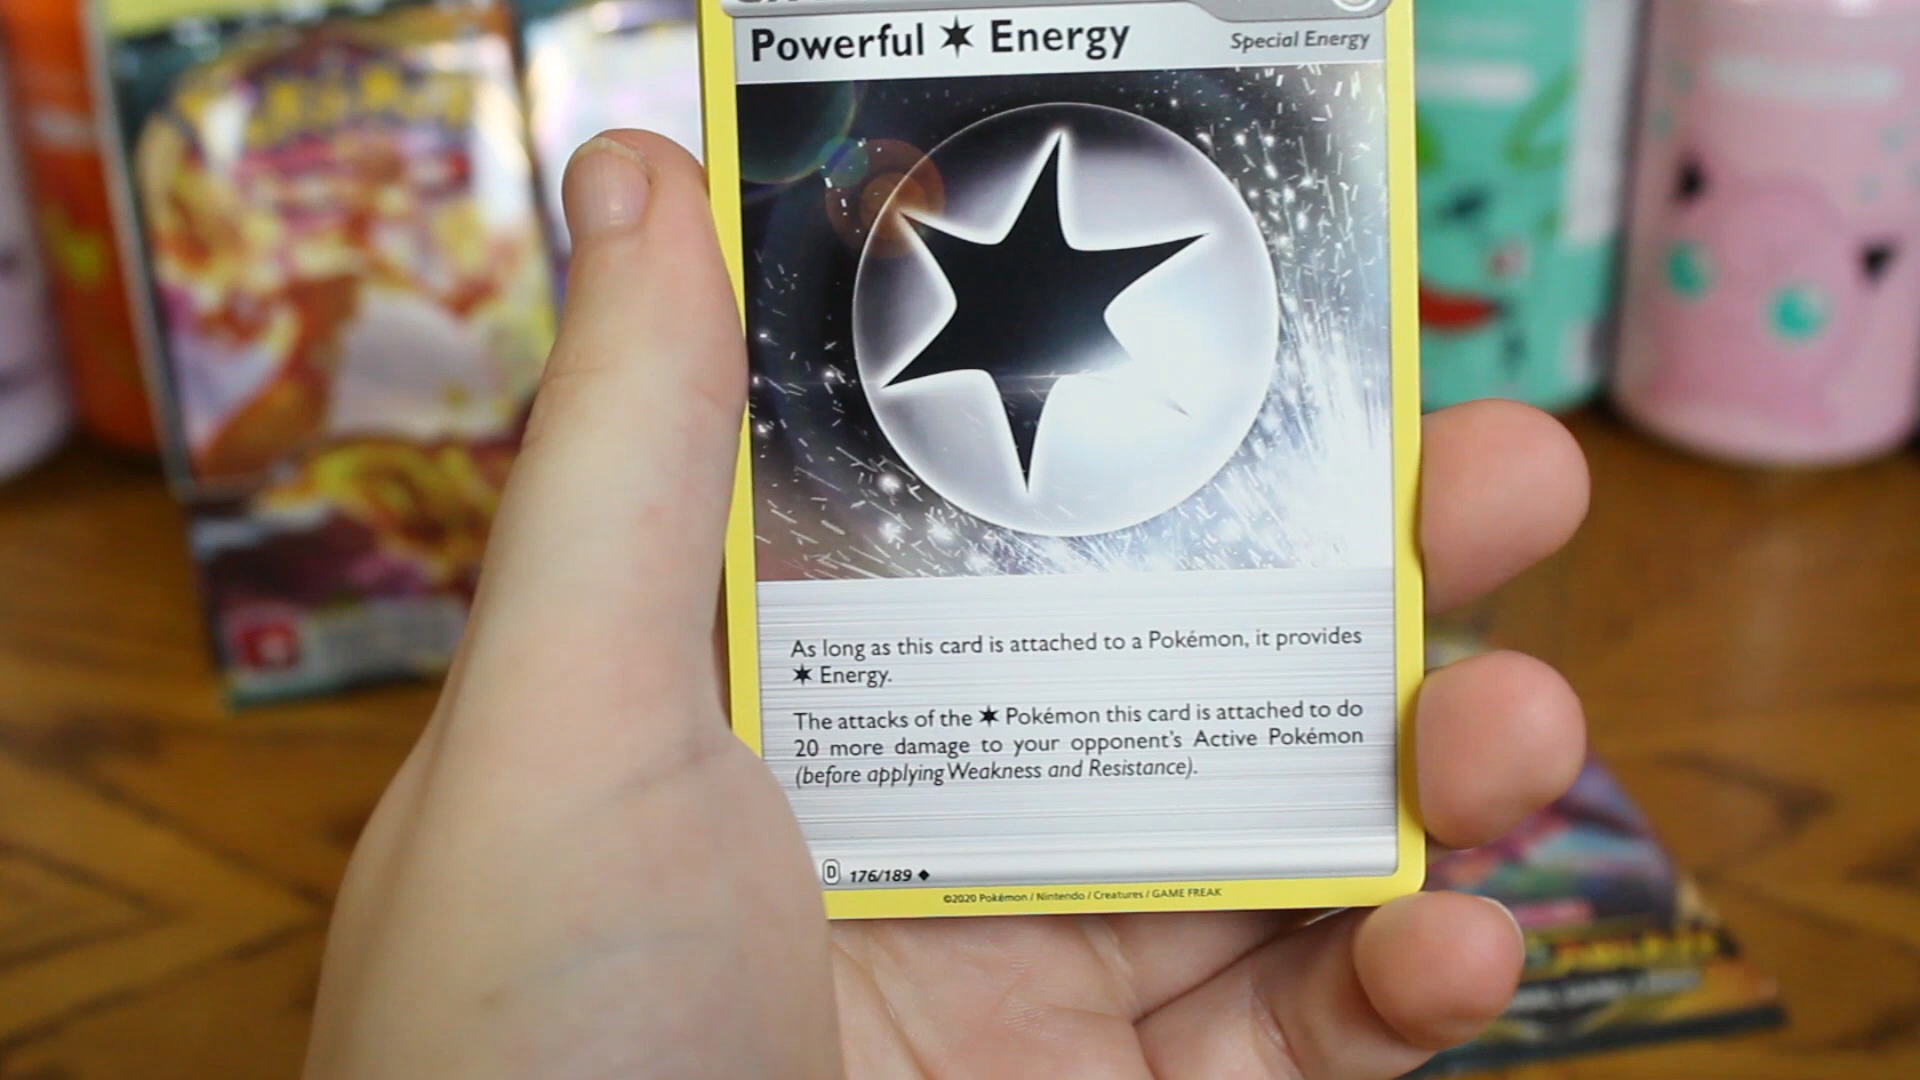 Powerful ✶ Energy
Special Energy
As long as this card is attached to a Pokémon, it provides
✶ Energy.
The attacks of the ✶ Pokémon this card is attached to do
20 more damage to your opponent's Active Pokémon
(before applying Weakness and Resistance).
D 176/189 ◆
©2020 Pokémon / Nintendo / Creatures / GAME FREAK